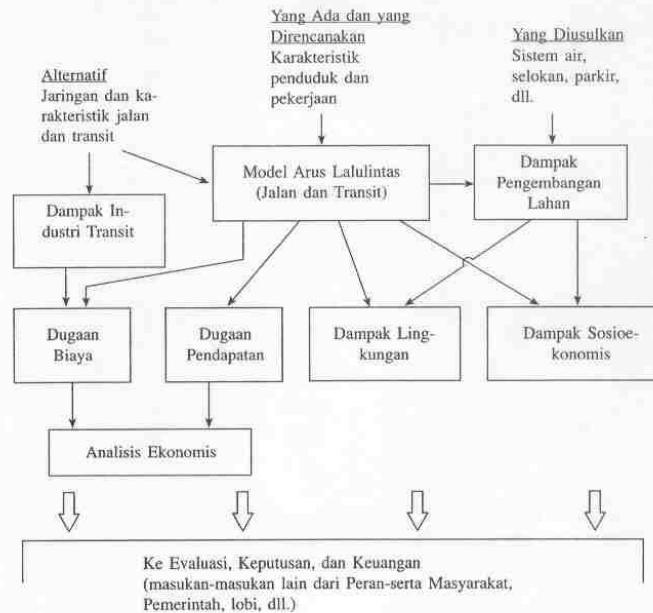 Yang Ada dan yang
Direncanakan
Karakteristik
penduduk dan
pekerjaan
Yang Diusulkan
Sistem air,
selokan, parkir,
dll.
Alternatif
Jaringan dan ka-
rakteristik jalan
dan transit
Model Arus Lalulintas
(Jalan dan Transit)
Dampak
Pengembangan
Lahan
Dampak In-
dustri Transit
Dugaan
Biaya
Dugaan
Pendapatan
Dampak Ling-
kungan
Dampak Sosioe-
konomis
Analisis Ekonomis
Ke Evaluasi, Keputusan, dan Keuangan
(masukan-masukan lain dari Peran-serta Masyarakat,
Pemerintah, lobi, dll.)